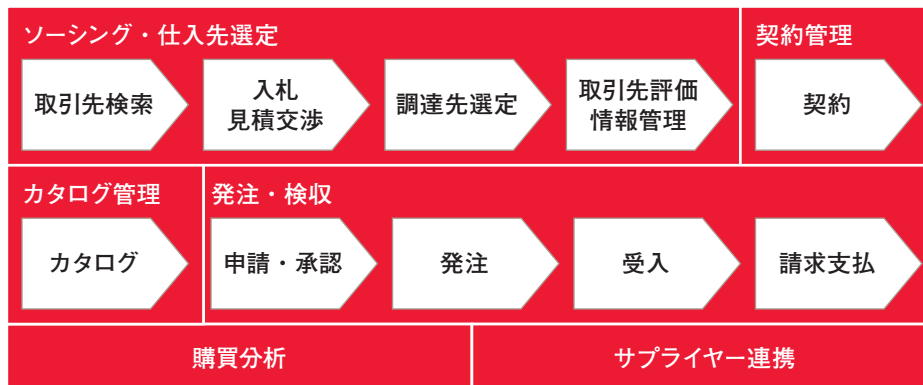 ソーシング・仕入先選定
取引先検索
入札
見積交渉
調達先選定
取引先評価
情報管理
契約管理
契約
カタログ管理
カタログ
発注・検収
申請・承認
発注
受入
請求支払
購買分析
サプライヤー連携